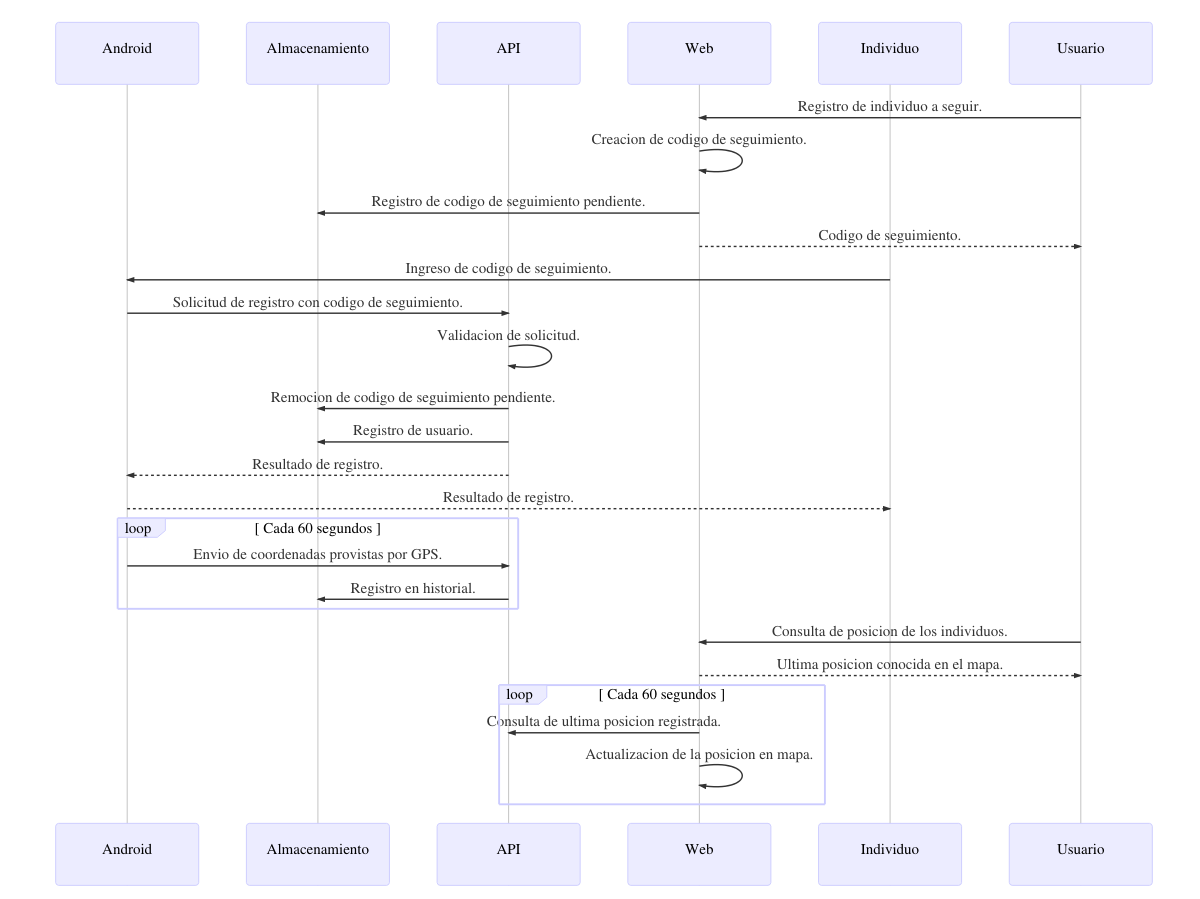 Android
Almacenamiento
API
Web
Individuo
Usuario
Registro de individuo a seguir.
Creacion de codigo de seguimiento.
Registro de codigo de seguimiento pendiente.
Codigo de seguimiento.
Ingreso de codigo de seguimiento.
Solicitud de registro con codigo de seguimiento.
Validacion de solicitud.
Remocion de codigo de seguimiento pendiente.
Registro de usuario.
Resultado de registro.
Resultado de registro.
loop
[ Cada 60 segundos ]
Envio de coordenadas provistas por GPS.
Registro en historial.
Consulta de posicion de los individuos.
Ultima posicion conocida en el mapa.
loop
[ Cada 60 segundos ]
Consulta de ultima posicion registrada.
Actualizacion de la posicion en mapa.
Android
Almacenamiento
API
Web
Individuo
Usuario